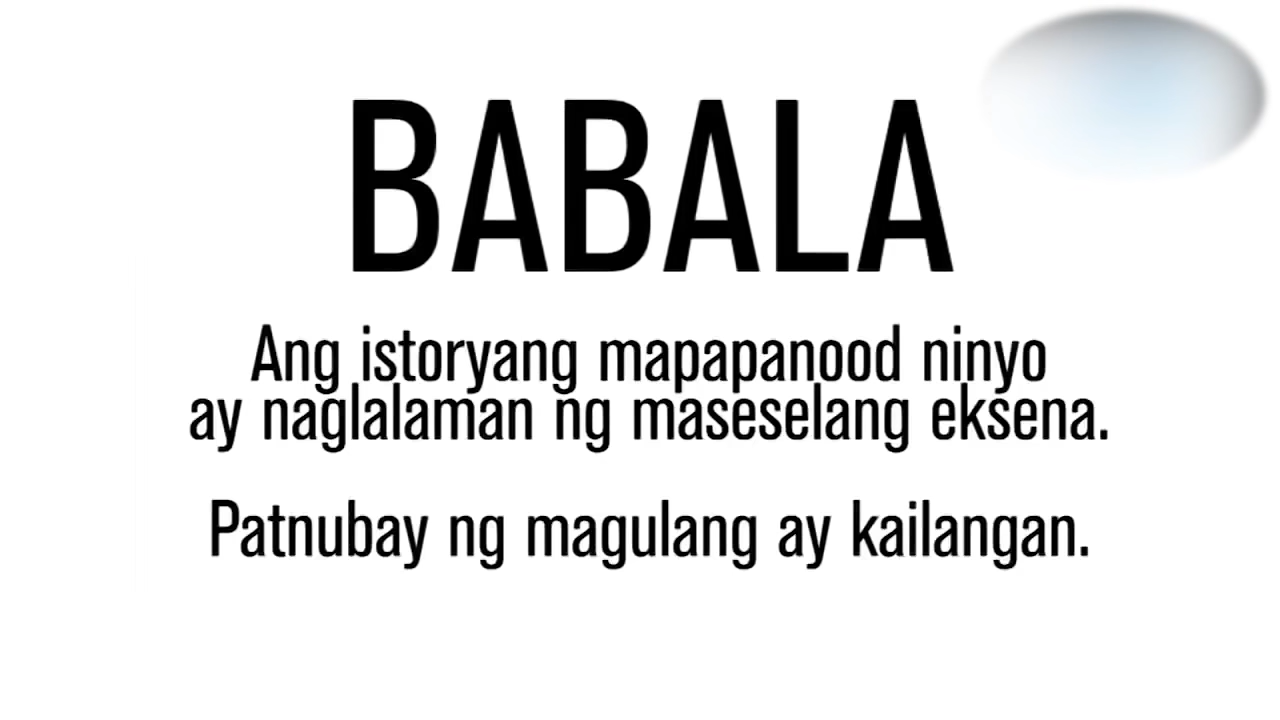 BABALA
Ang istoryang mapapanood ninyo
ay naglalaman ng maseselang eksena.
Patnubay ng magulang ay kailangan.